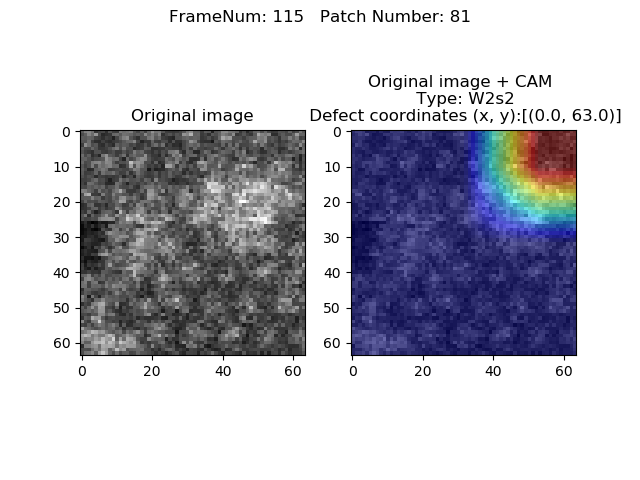 FrameNum: 115   Patch Number: 81
Original image
Original image + CAM
Type: W2s2
Defect coordinates (x, y):[(0.0, 63.0)]
0
10
20
30
40
50
60
0 20 40 60
0
10
20
30
40
50
60
0 20 40 60